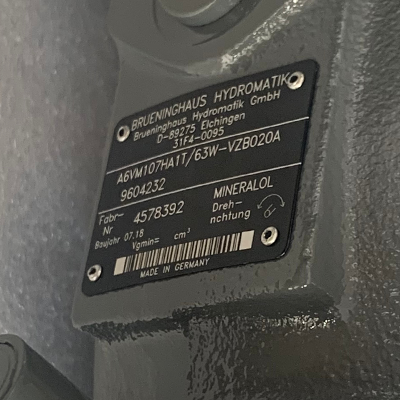 BRUENINGHAUS HYDROMATIK
Brueninghaus Hydromatik GmbH
D-89275 Elchingen
31F4-0095
A6VM107HA1T/63W-VZB020A
9604232
Fabr-
Nr 4578392
MINERALOL
Dreh-
richtung
Baujahr 07.18
Vgmin= cm³
MADE IN GERMANY